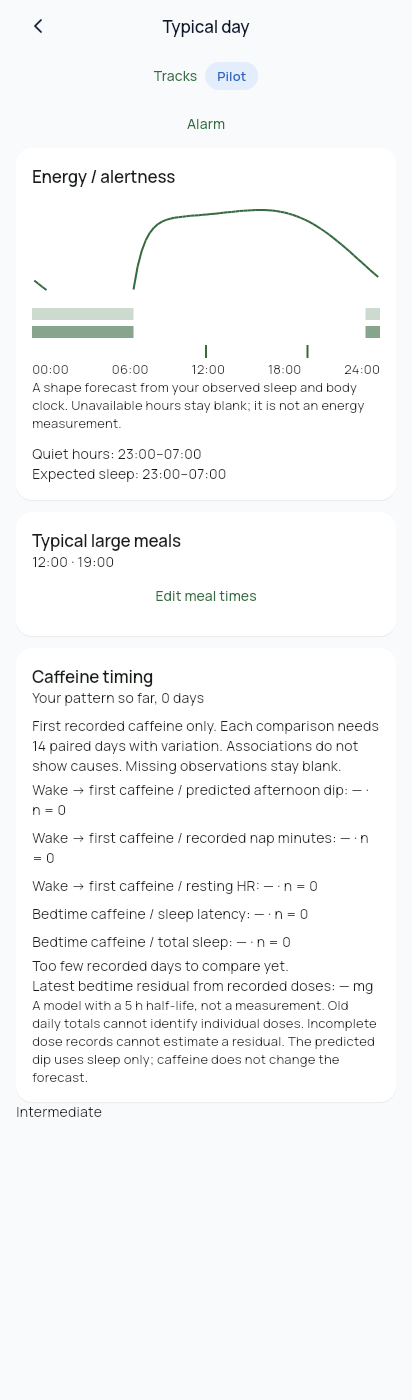 Typical day
Tracks Pilot
Alarm
Energy / alertness
00:00 06:00 12:00 18:00 24:00
A shape forecast from your observed sleep and body
clock. Unavailable hours stay blank; it is not an energy
measurement.
Quiet hours: 23:00–07:00
Expected sleep: 23:00–07:00
Typical large meals
12:00 · 19:00
Edit meal times
Caffeine timing
Your pattern so far, 0 days
First recorded caffeine only. Each comparison needs
14 paired days with variation. Associations do not
show causes. Missing observations stay blank.
Wake → first caffeine / predicted afternoon dip: — ·
n = 0
Wake → first caffeine / recorded nap minutes: — · n
= 0
Wake → first caffeine / resting HR: — · n = 0
Bedtime caffeine / sleep latency: — · n = 0
Bedtime caffeine / total sleep: — · n = 0
Too few recorded days to compare yet.
Latest bedtime residual from recorded doses: — mg
A model with a 5 h half-life, not a measurement. Old
daily totals cannot identify individual doses. Incomplete
dose records cannot estimate a residual. The predicted
dip uses sleep only; caffeine does not change the
forecast.
Intermediate